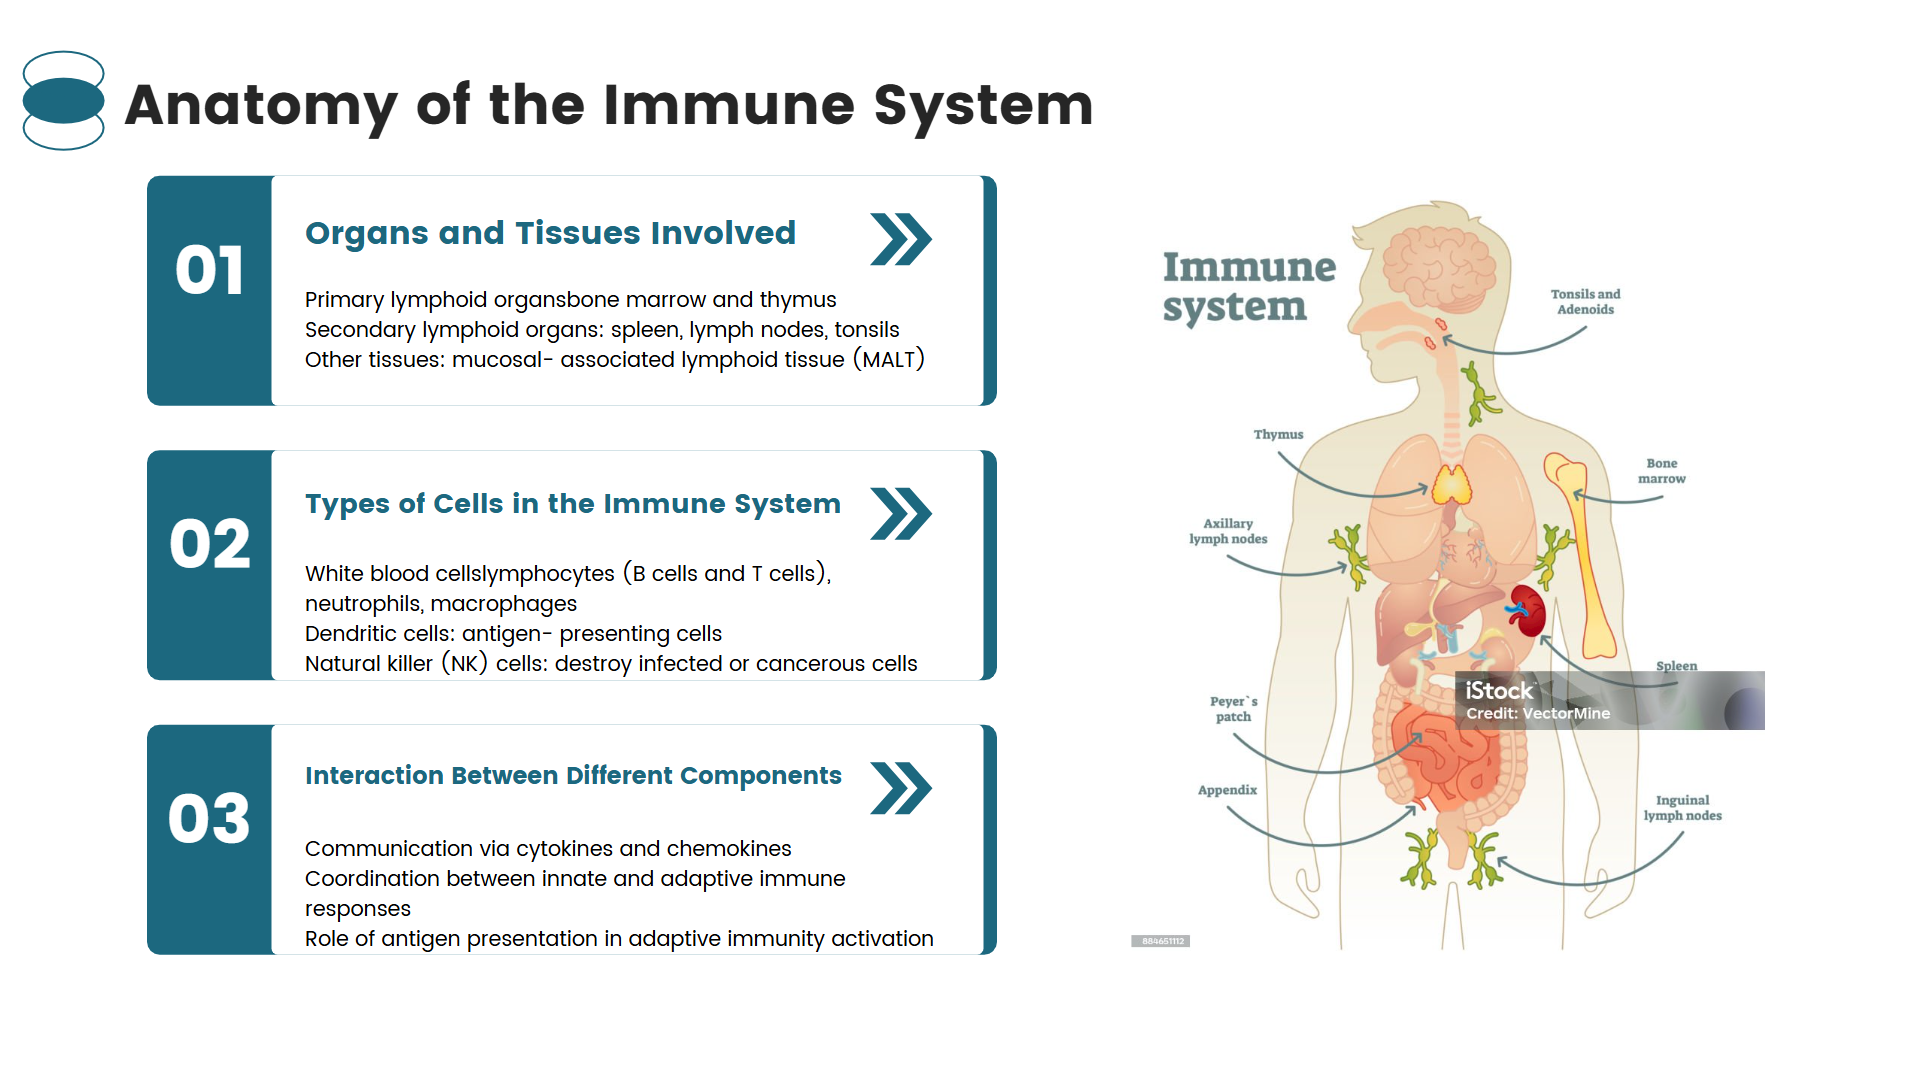 Anatomy of the Immune System
01
Organs and Tissues Involved
Primary lymphoid organsbone marrow and thymus
Secondary lymphoid organs: spleen, lymph nodes, tonsils
Other tissues: mucosal- associated lymphoid tissue (MALT)
02
Types of Cells in the Immune System
White blood cellslymphocytes (B cells and T cells),
neutrophils, macrophages
Dendritic cells: antigen- presenting cells
Natural killer (NK) cells: destroy infected or cancerous cells
03
Interaction Between Different Components
Communication via cytokines and chemokines
Coordination between innate and adaptive immune
responses
Role of antigen presentation in adaptive immunity activation
Immune
system
Tonsils and
Adenoids
Thymus
Bone
marrow
Axillary
lymph nodes
Spleen
iStock
Credit: VectorMine
Peyer`s
patch
Appendix
Inguinal
lymph nodes
884651112